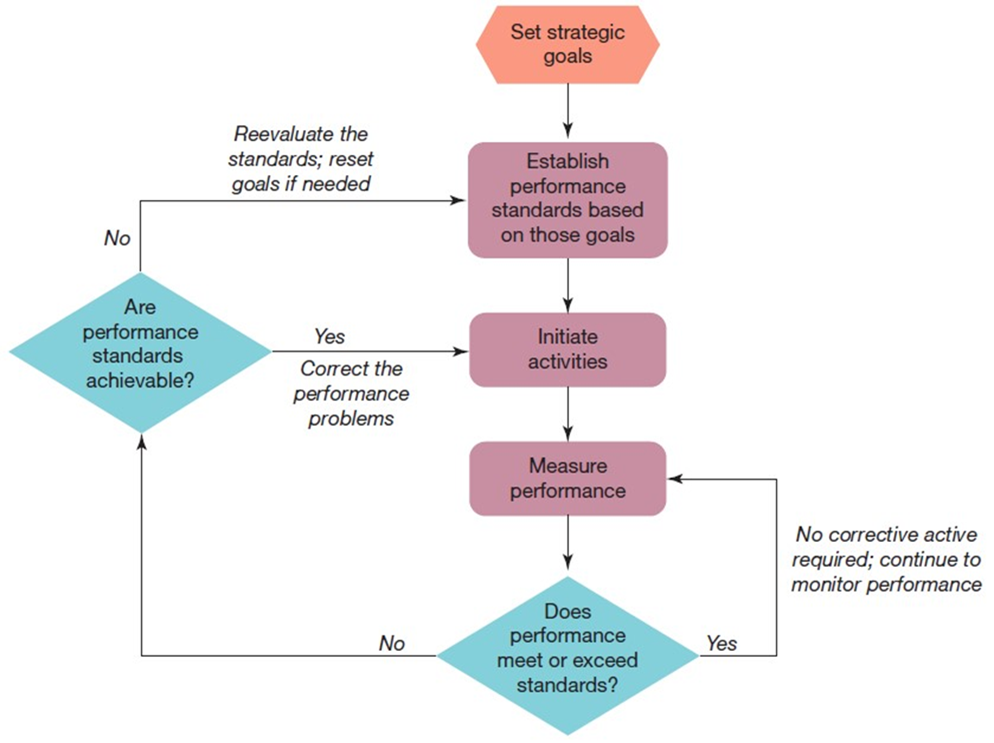 Set strategic
goals
Reevaluate the
standards; reset
goals if needed
Establish
performance
standards based
on those goals
No
Are
performance
standards
achievable?
Yes
Correct the
performance
problems
Initiate
activities
Measure
performance
No corrective active
required; continue to
monitor performance
Does
performance
meet or exceed
standards?
No
Yes